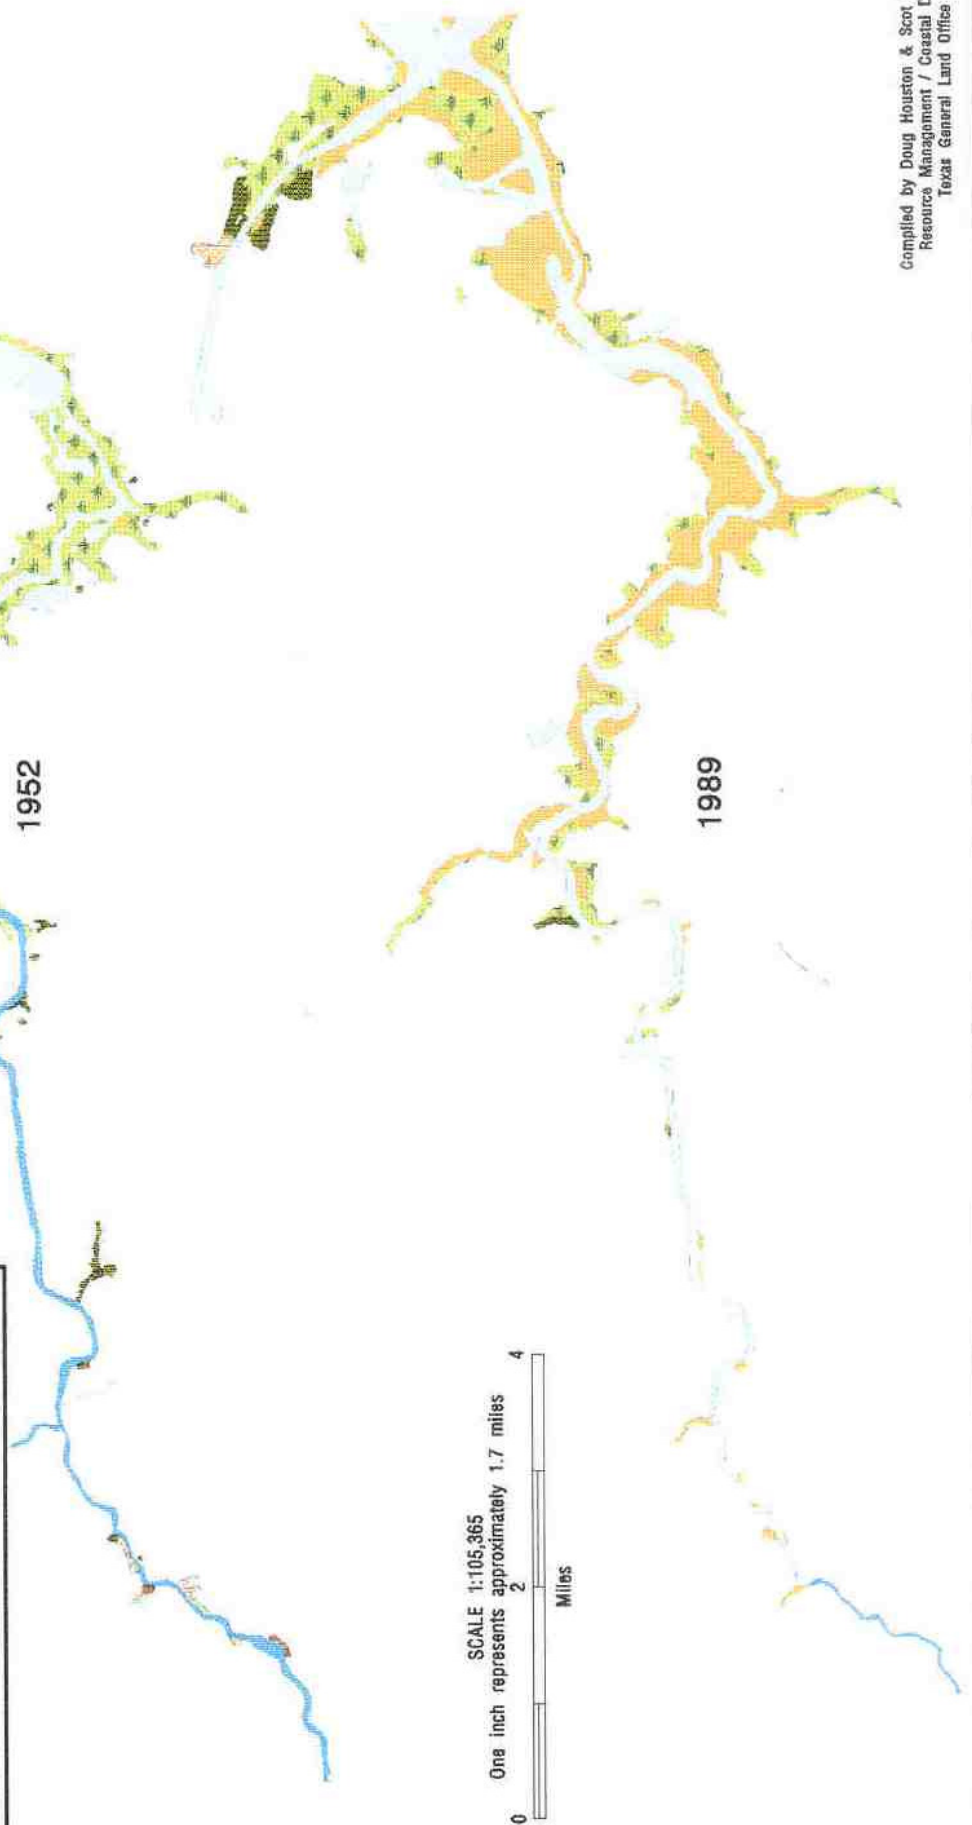 1952
1989
SCALE 1:105,365
One inch represents approximately 1.7 miles
0 2 4
Miles
Compiled by Doug Houston & Scot
Resource Management / Coastal D
Texas General Land Office